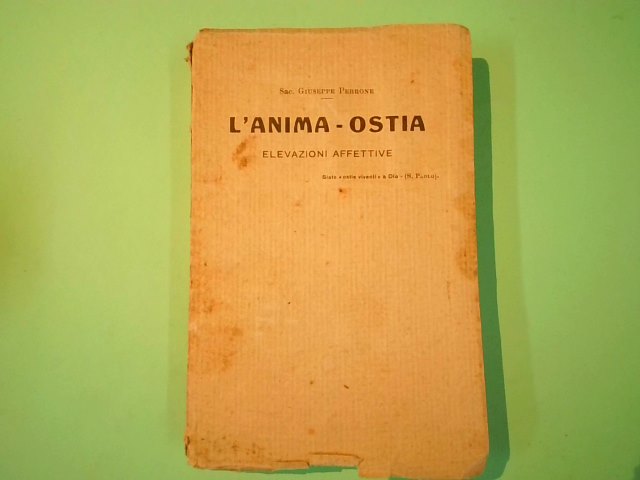 Sac. Giuseppe Perrone
L'ANIMA - OSTIA
ELEVAZIONI AFFETTIVE
Siate « ostie viventi » a Dio - (S. Paolo).